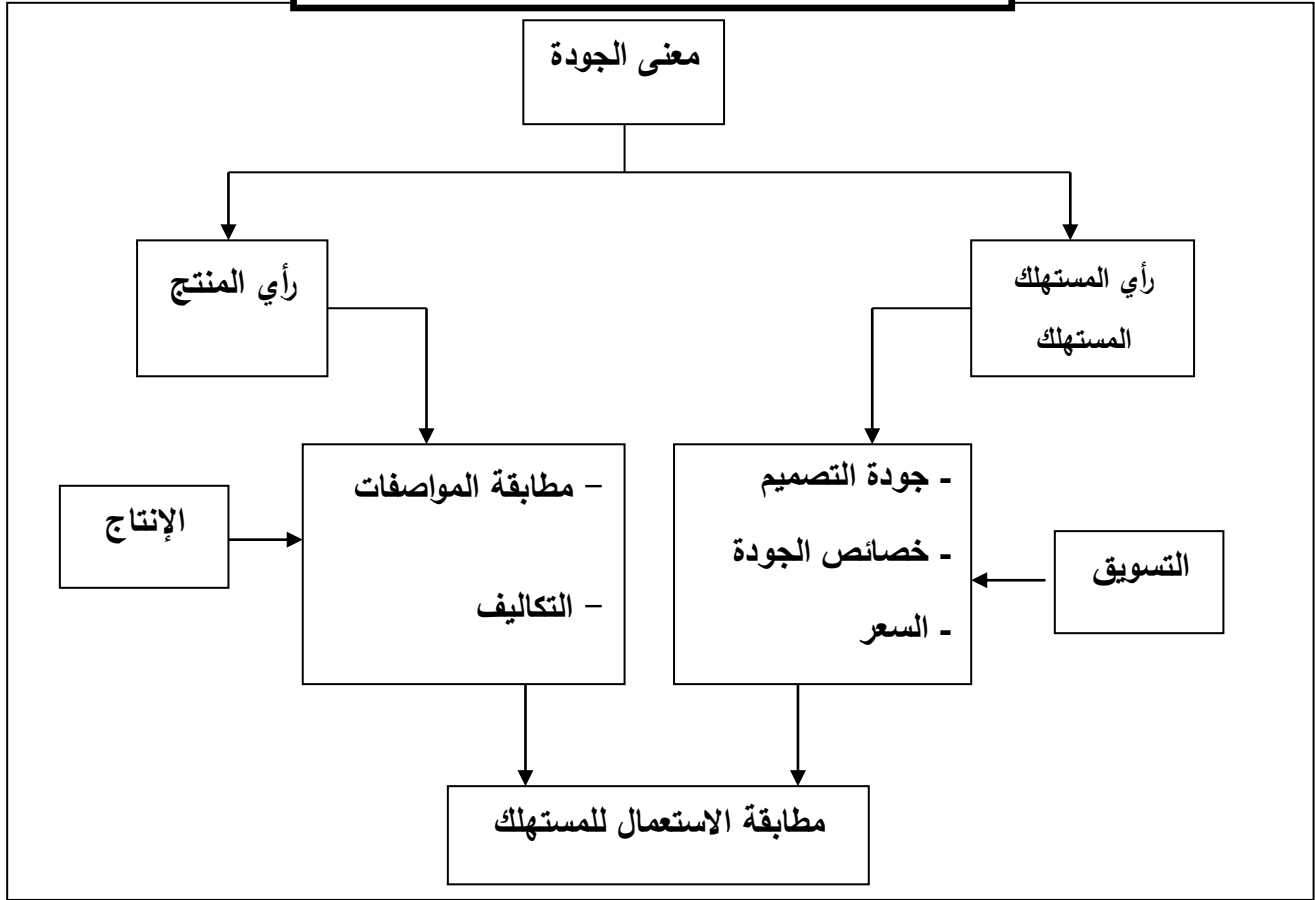 معنى الجودة
رأي المستهلك
المستهلك
رأي المنتج
- جودة التصميم
- خصائص الجودة
- السعر
– مطابقة المواصفات
– التكاليف
التسويق
الإنتاج
مطابقة الاستعمال للمستهلك